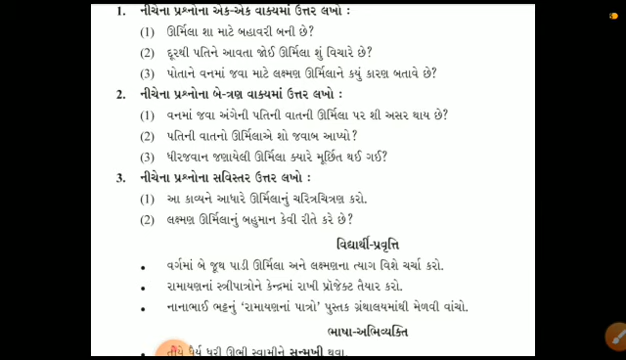 1. નીચેના પ્રશ્નોના એક-એક વાક્યમાં ઉત્તર લખો :
(1) ઊર્મિલા શા માટે બહાવરી બની છે?
(2) દૂરથી પતિને આવતા જોઈ ઊર્મિલા શું વિચારે છે?
(3) પોતાને વનમાં જવા માટે લક્ષ્મણ ઊર્મિલાને કયું કારણ બતાવે છે?
2. નીચેના પ્રશ્નોના બે-ત્રણ વાક્યમાં ઉત્તર લખો :
(1) વનમાં જવા અંગેની પતિની વાતની ઊર્મિલા પર શી અસર થાય છે?
(2) પતિની વાતનો ઊર્મિલાએ શો જવાબ આપ્યો?
(3) ધીરજવાન જણાયેલી ઊર્મિલા ક્યારે મૂર્છિત થઈ ગઈ?
3. નીચેના પ્રશ્નોના સવિસ્તર ઉત્તર લખો :
(1) આ કાવ્યને આધારે ઊર્મિલાનું ચરિત્રચિત્રણ કરો.
(2) લક્ષ્મણ ઊર્મિલાનું બહુમાન કેવી રીતે કરે છે?
વિદ્યાર્થી-પ્રવૃત્તિ
• વર્ગમાં બે જૂથ પાડી ઊર્મિલા અને લક્ષ્મણના ત્યાગ વિશે ચર્ચા કરો.
• રામાયણનાં સ્ત્રીપાત્રોને કેન્દ્રમાં રાખી પ્રૉજેક્ટ તૈયાર કરો.
• નાનાભાઈ ભટ્ટનું ‘રામાયણનાં પાત્રો’ પુસ્તક ગ્રંથાલયમાંથી મેળવી વાંચો.
ભાષા-અભિવ્યક્તિ
• તોયે ધૈર્ય ધરી ઊભી સ્વામીને સન્મુખી થવા.